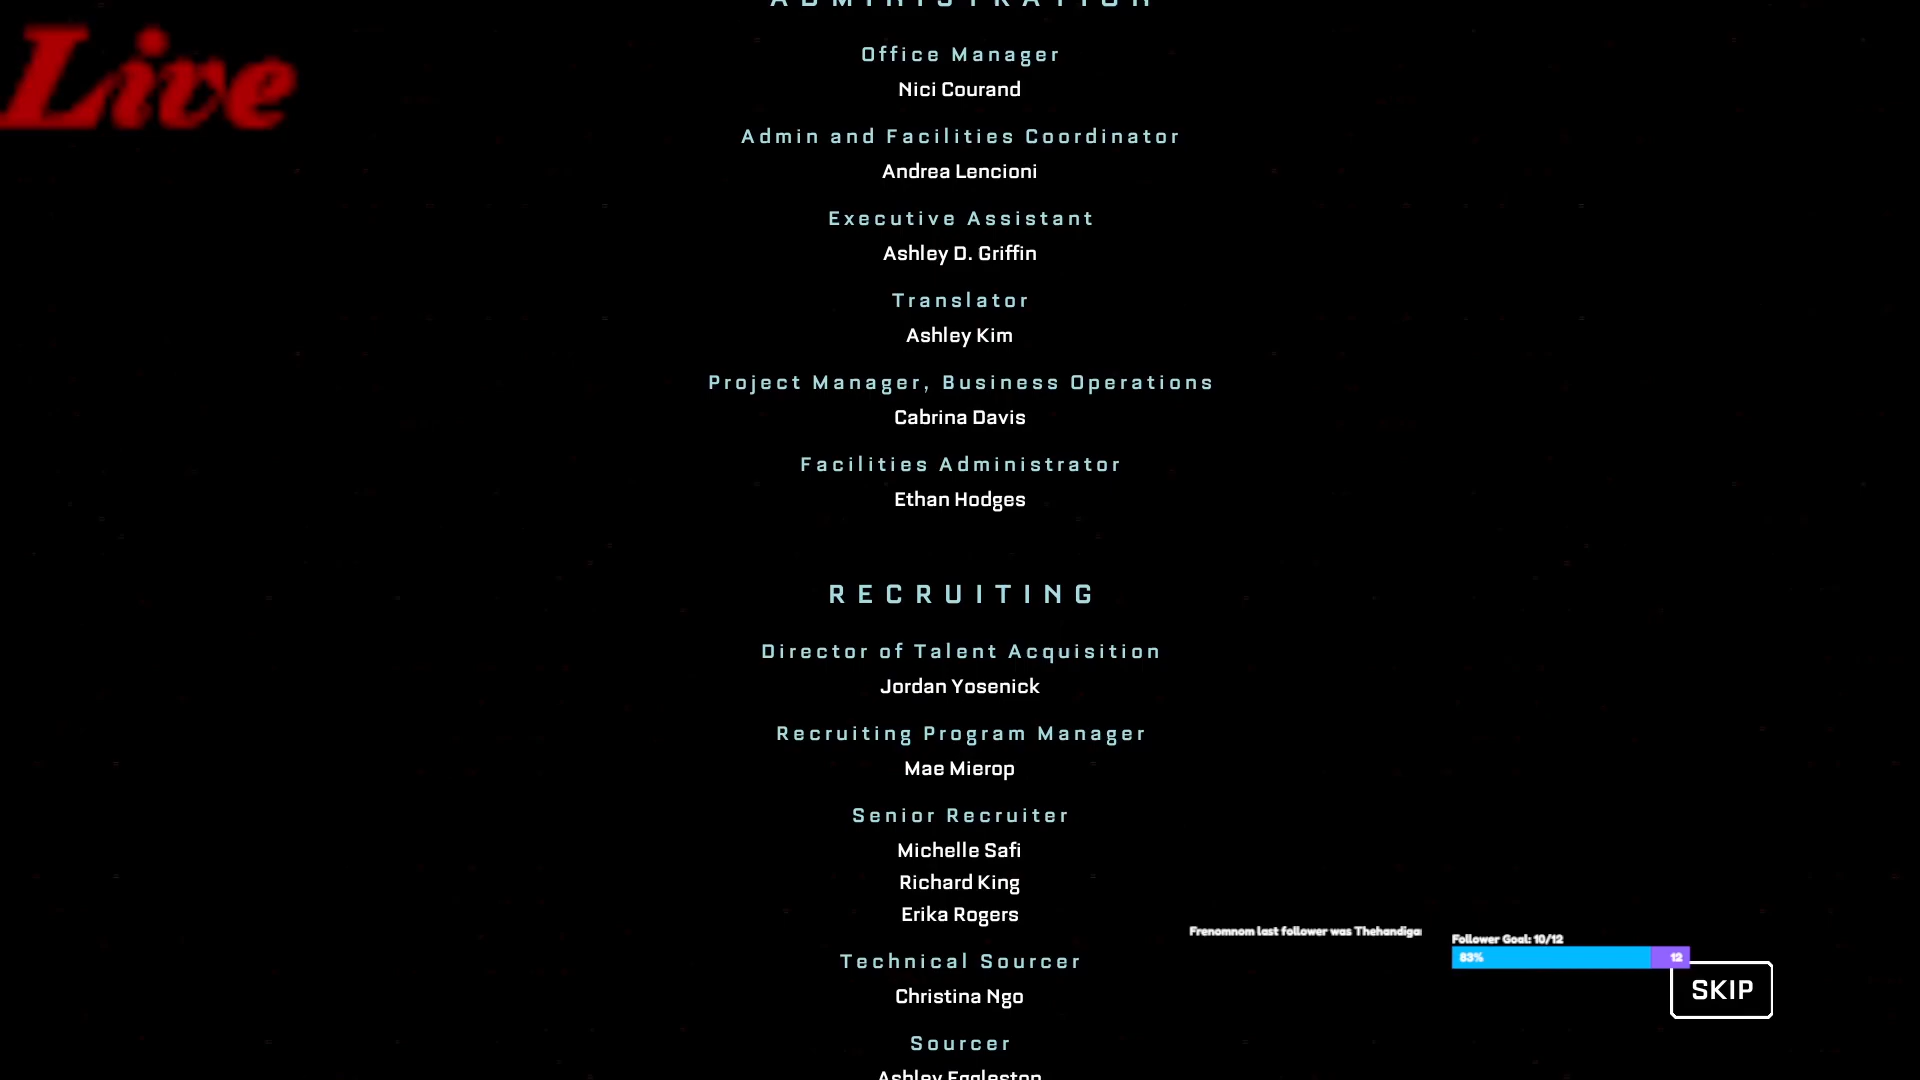 ADMINISTRATION
Live
Office Manager
Nici Courand
Admin and Facilities Coordinator
Andrea Lencioni
Executive Assistant
Ashley D. Griffin
Translator
Ashley Kim
Project Manager, Business Operations
Cabrina Davis
Facilities Administrator
Ethan Hodges
RECRUITING
Director of Talent Acquisition
Jordan Yosenick
Recruiting Program Manager
Mae Mierop
Senior Recruiter
Michelle Safi
Richard King
Erika Rogers
Frenomnom last follower was Thehandiga
Follower Goal: 10/12
83% 12
Technical Sourcer
Christina Ngo
SKIP
Sourcer
Ashley Eggleston